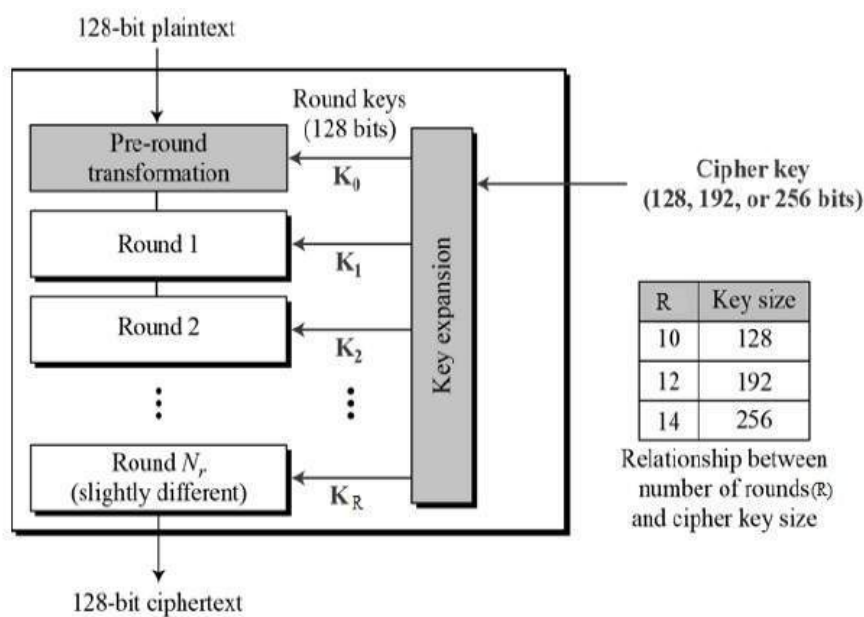 128-bit plaintext
Round keys
(128 bits)
Pre-round
transformation
K₀
Cipher key
(128, 192, or 256 bits)
Round 1
K₁
Round 2
K₂
Key expansion
Round Nᵣ
(slightly different)
K_R
128-bit ciphertext
R Key size
10 128
12 192
14 256
Relationship between
number of rounds(R)
and cipher key size